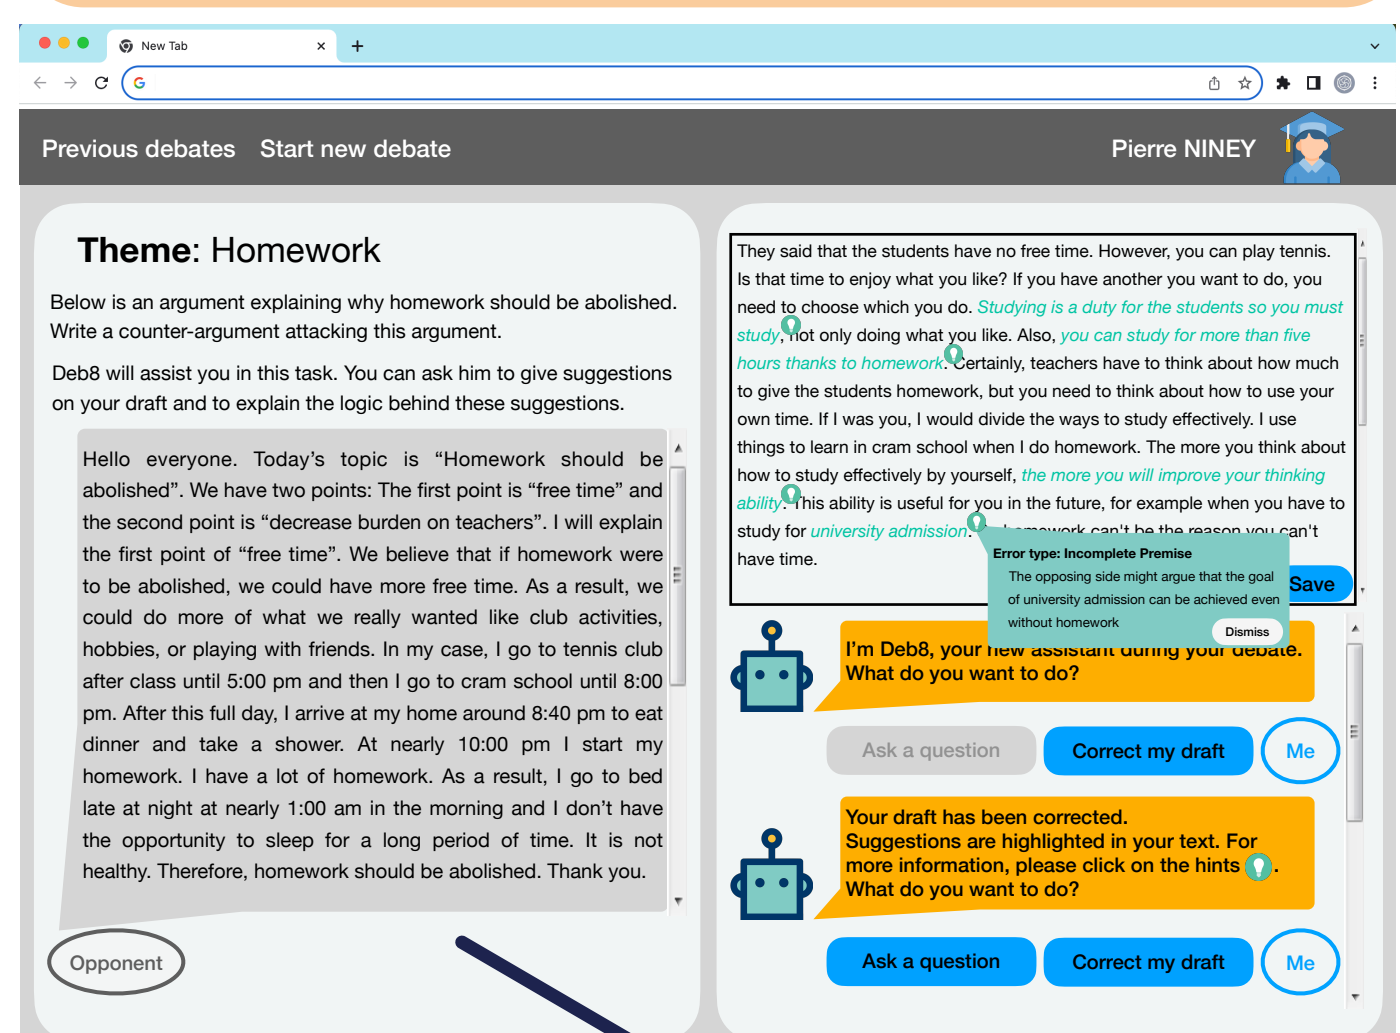 New Tab
Previous debates Start new debate
Pierre NINEY
Theme: Homework
Below is an argument explaining why homework should be abolished.
Write a counter-argument attacking this argument.
Deb8 will assist you in this task. You can ask him to give suggestions
on your draft and to explain the logic behind these suggestions.
Hello everyone. Today’s topic is “Homework should be
abolished”. We have two points: The first point is “free time” and
the second point is “decrease burden on teachers”. I will explain
the first point of “free time”. We believe that if homework were
to be abolished, we could have more free time. As a result, we
could do more of what we really wanted like club activities,
hobbies, or playing with friends. In my case, I go to tennis club
after class until 5:00 pm and then I go to cram school until 8:00
pm. After this full day, I arrive at my home around 8:40 pm to eat
dinner and take a shower. At nearly 10:00 pm I start my
homework. I have a lot of homework. As a result, I go to bed
late at night at nearly 1:00 am in the morning and I don’t have
the opportunity to sleep for a long period of time. It is not
healthy. Therefore, homework should be abolished. Thank you.
Opponent
They said that the students have no free time. However, you can play tennis.
Is that time to enjoy what you like? If you have another you want to do, you
need to choose which you do. Studying is a duty for the students so you must
study, not only doing what you like. Also, you can study for more than five
hours thanks to homework. Certainly, teachers have to think about how much
to give the students homework, but you need to think about how to use your
own time. If I was you, I would divide the ways to study effectively. I use
things to learn in cram school when I do homework. The more you think about
how to study effectively by yourself, the more you will improve your thinking
ability. This ability is useful for you in the future, for example when you have to
study for university admission. homework can't be the reason you can't
have time.
Error type: Incomplete Premise
The opposing side might argue that the goal
of university admission can be achieved even
without homework
Dismiss
Save
I’m Deb8, your new assistant during your debate.
What do you want to do?
Ask a question Correct my draft Me
Your draft has been corrected.
Suggestions are highlighted in your text. For
more information, please click on the hints .
What do you want to do?
Ask a question Correct my draft Me